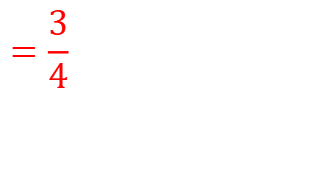 = 3/4